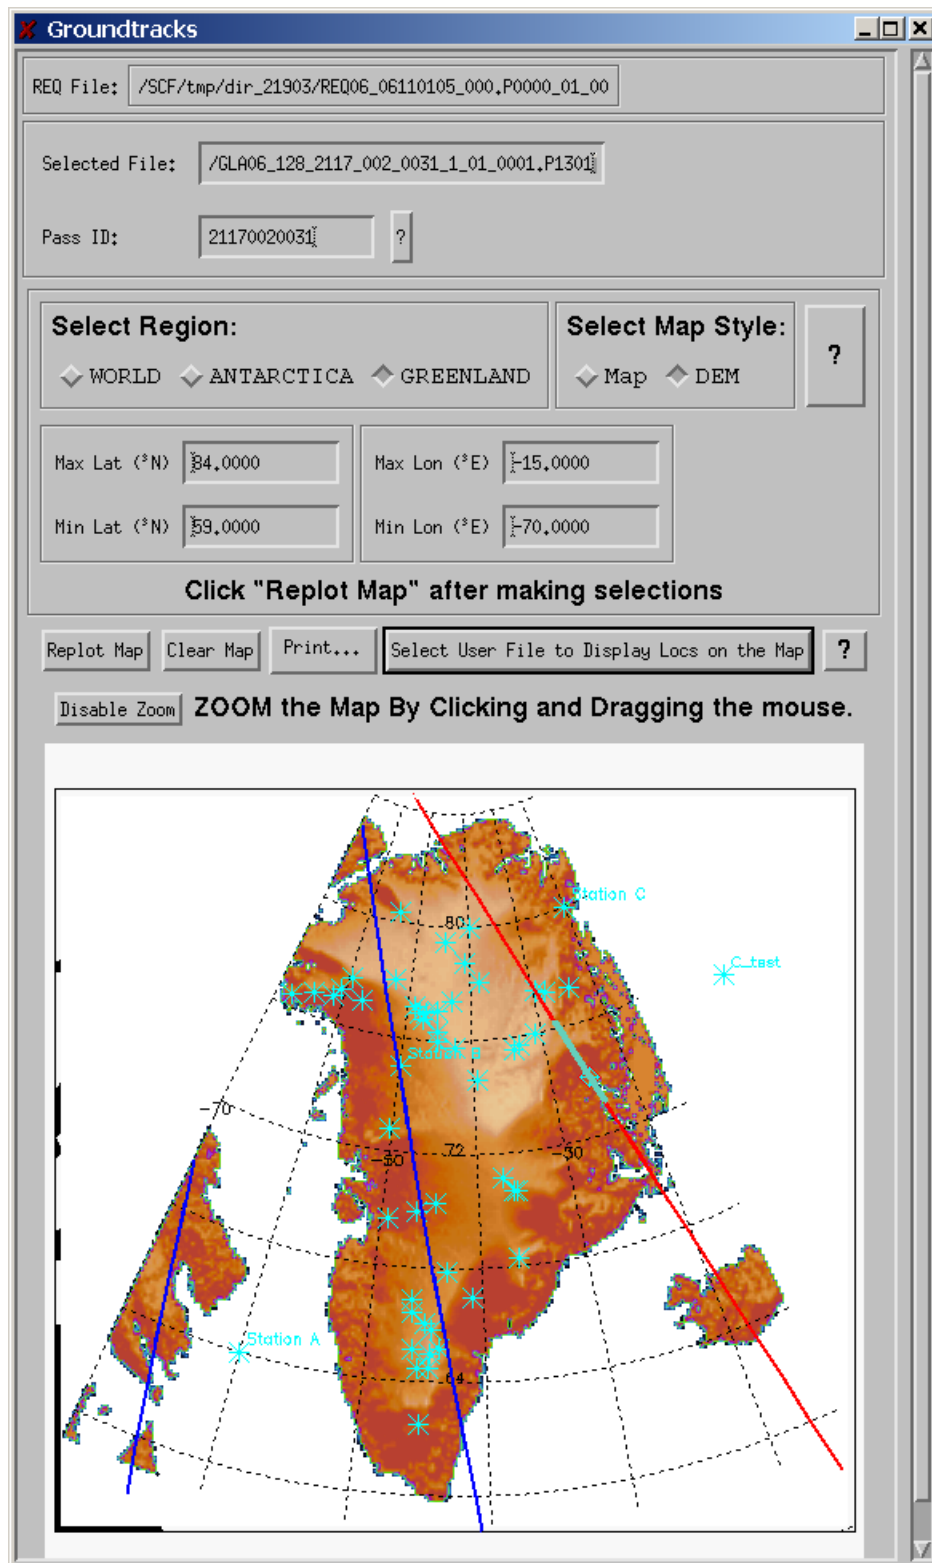 Groundtracks
REQ File: /SCF/tmp/dir_21903/REQ06_06110105_000.P0000_01_00
Selected File: /GLA06_128_2117_002_0031_1_01_0001.P1301
Pass ID: 21170020031 ?
Select Region: Select Map Style:
WORLD ANTARCTICA GREENLAND Map DEM ?
Max Lat (°N) 84.0000 Max Lon (°E) -15.0000
Min Lat (°N) 59.0000 Min Lon (°E) -70.0000
Click "Replot Map" after making selections
Replot Map Clear Map Print... Select User File to Display Locs on the Map ?
Disable Zoom ZOOM the Map By Clicking and Dragging the mouse.
Station C
80
C_test
Station B
-70
72
-30
Station A
64